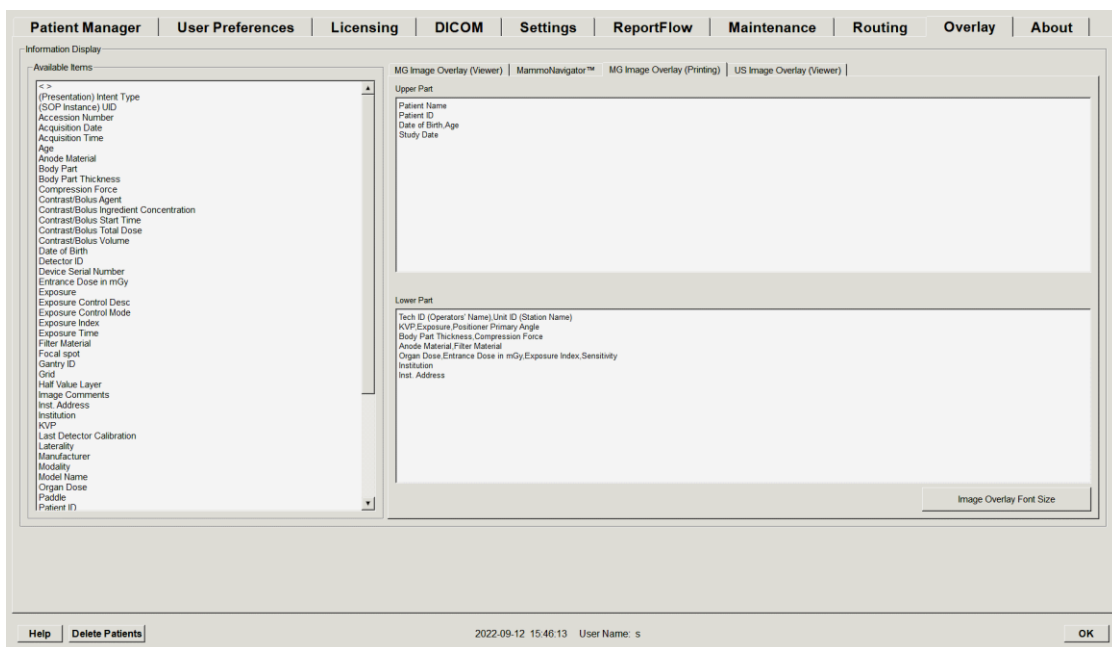 Patient Manager User Preferences Licensing DICOM Settings ReportFlow Maintenance Routing Overlay About
Information Display
Available Items
< >
(Presentation) Intent Type
(SOP Instance) UID
Accession Number
Acquisition Date
Acquisition Time
Age
Anode Material
Body Part
Body Part Thickness
Compression Force
Contrast/Bolus Agent
Contrast/Bolus Ingredient Concentration
Contrast/Bolus Start Time
Contrast/Bolus Total Dose
Contrast/Bolus Volume
Date of Birth
Detector ID
Device Serial Number
Entrance Dose in mGy
Exposure
Exposure Control Desc
Exposure Control Mode
Exposure Index
Exposure Time
Filter Material
Focal spot
Gantry ID
Grid
Half Value Layer
Image Comments
Inst. Address
Institution
KVP
Last Detector Calibration
Laterality
Manufacturer
Modality
Model Name
Organ Dose
Paddle
Patient ID
MG Image Overlay (Viewer) MammoNavigator™ MG Image Overlay (Printing) US Image Overlay (Viewer)
Upper Part
Patient Name
Patient ID
Date of Birth,Age
Study Date
Lower Part
Tech ID (Operators' Name),Unit ID (Station Name)
KVP,Exposure,Positioner Primary Angle
Body Part Thickness,Compression Force
Anode Material,Filter Material
Organ Dose,Entrance Dose in mGy,Exposure Index,Sensitivity
Institution
Inst. Address
Image Overlay Font Size
Help Delete Patients 2022-09-12 15:46:13 User Name: s OK